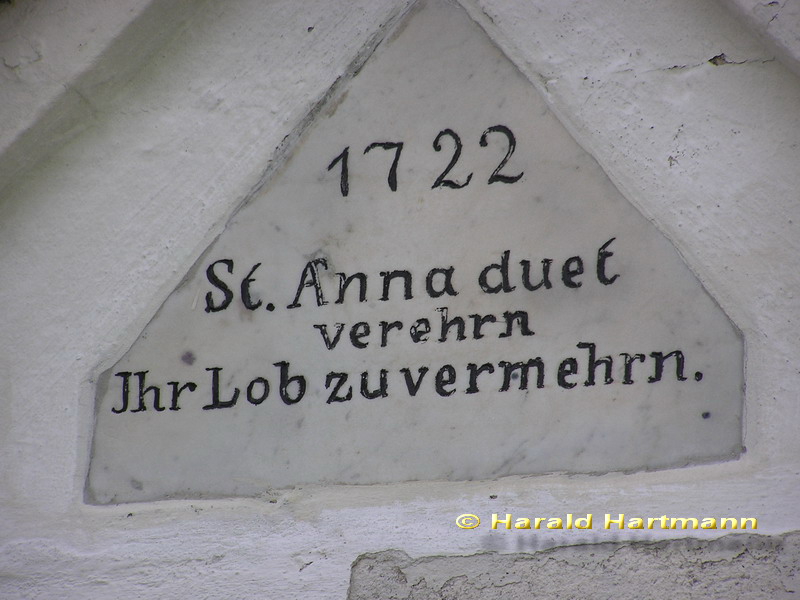 1722
St. Anna duet
verehrn
Jhr Lob zu vermehrn.
© Harald Hartmann